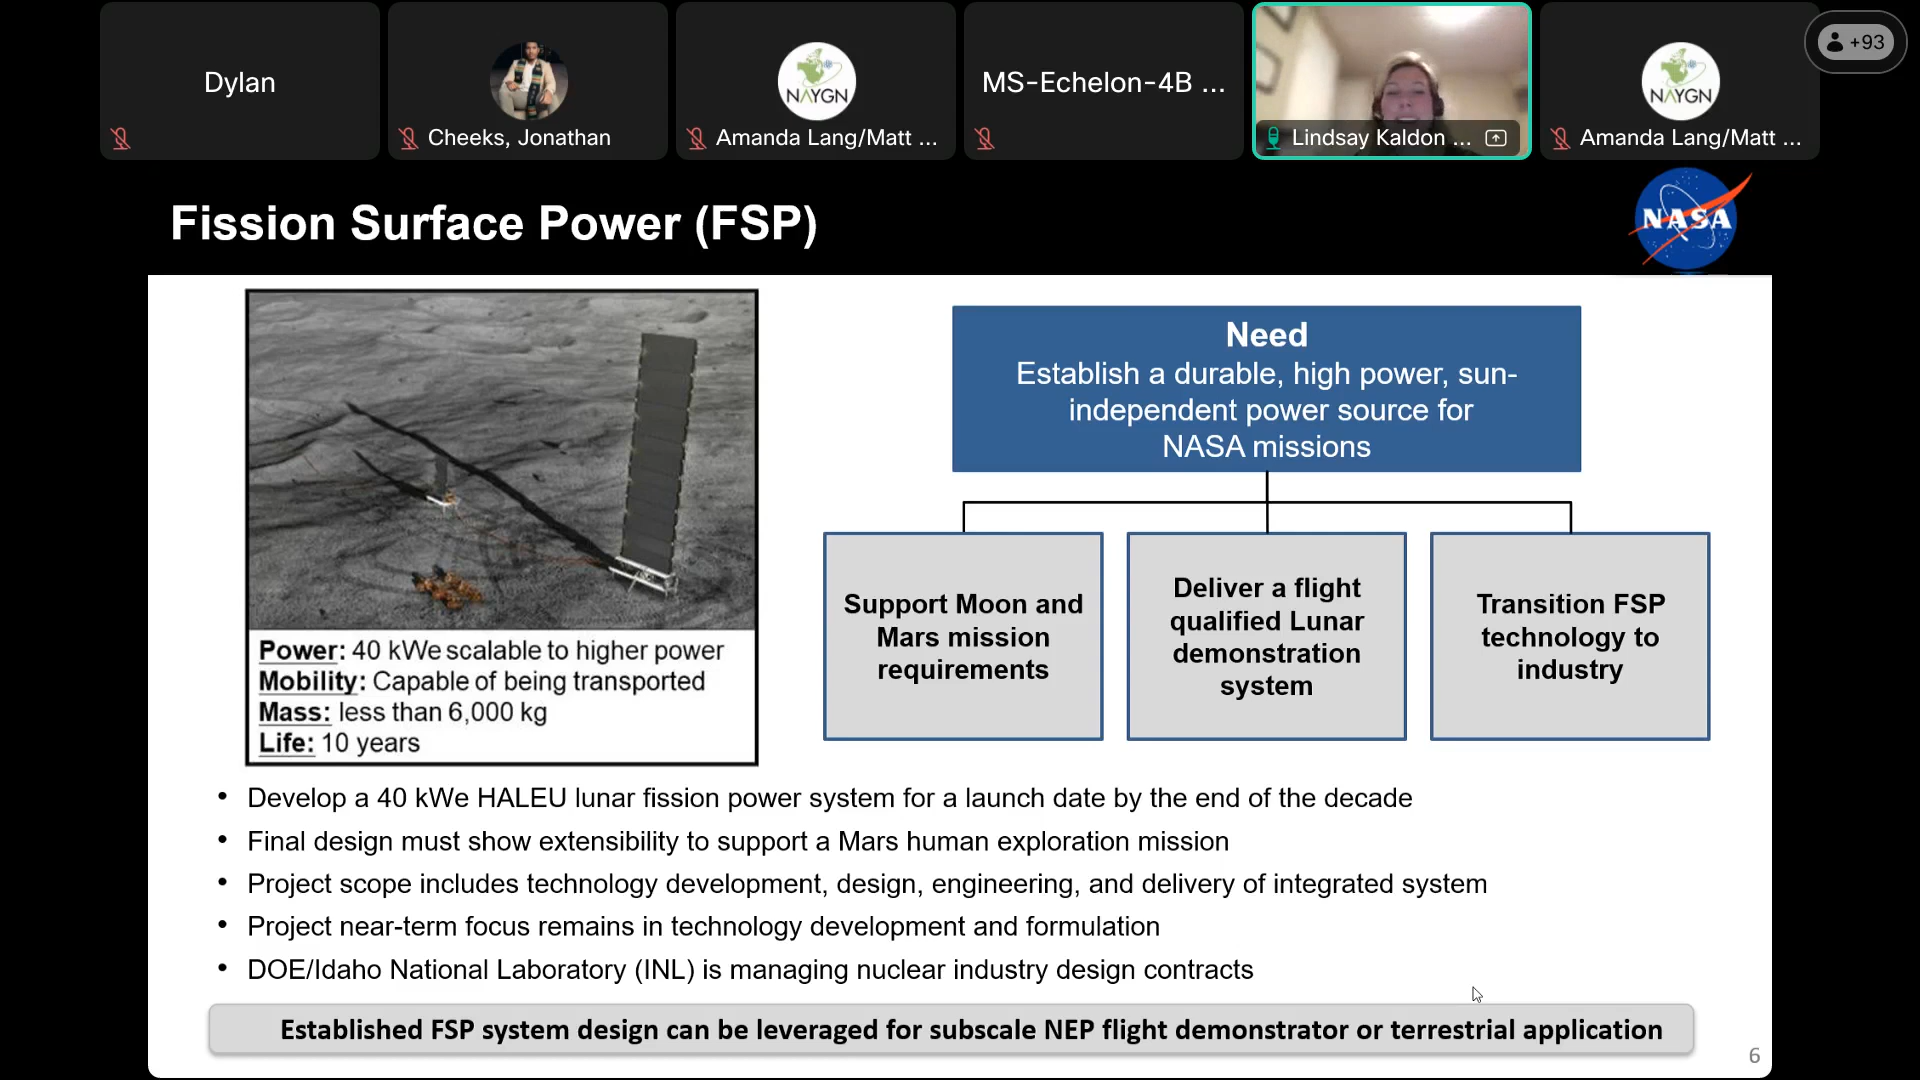 Dylan
Cheeks, Jonathan
NAYGN
Amanda Lang/Matt ...
MS-Echelon-4B ...
Lindsay Kaldon ...
NAYGN
Amanda Lang/Matt ...
+93
Fission Surface Power (FSP)
NASA
Power: 40 kWe scalable to higher power
Mobility: Capable of being transported
Mass: less than 6,000 kg
Life: 10 years
Need
Establish a durable, high power, sun-
independent power source for
NASA missions
Support Moon and
Mars mission
requirements
Deliver a flight
qualified Lunar
demonstration
system
Transition FSP
technology to
industry
• Develop a 40 kWe HALEU lunar fission power system for a launch date by the end of the decade
• Final design must show extensibility to support a Mars human exploration mission
• Project scope includes technology development, design, engineering, and delivery of integrated system
• Project near-term focus remains in technology development and formulation
• DOE/Idaho National Laboratory (INL) is managing nuclear industry design contracts
Established FSP system design can be leveraged for subscale NEP flight demonstrator or terrestrial application
6